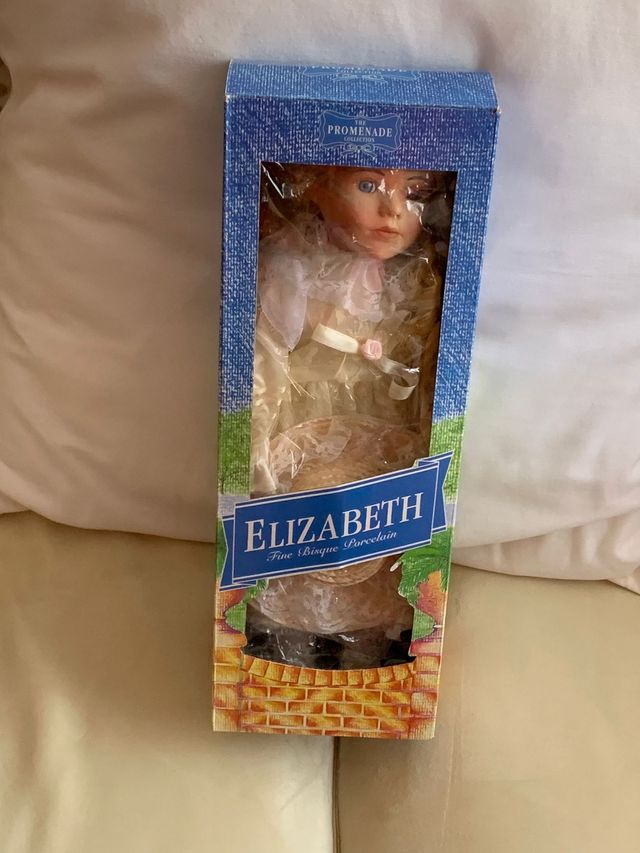 THE
PROMENADE
COLLECTION
ELIZABETH
Fine Bisque Porcelain